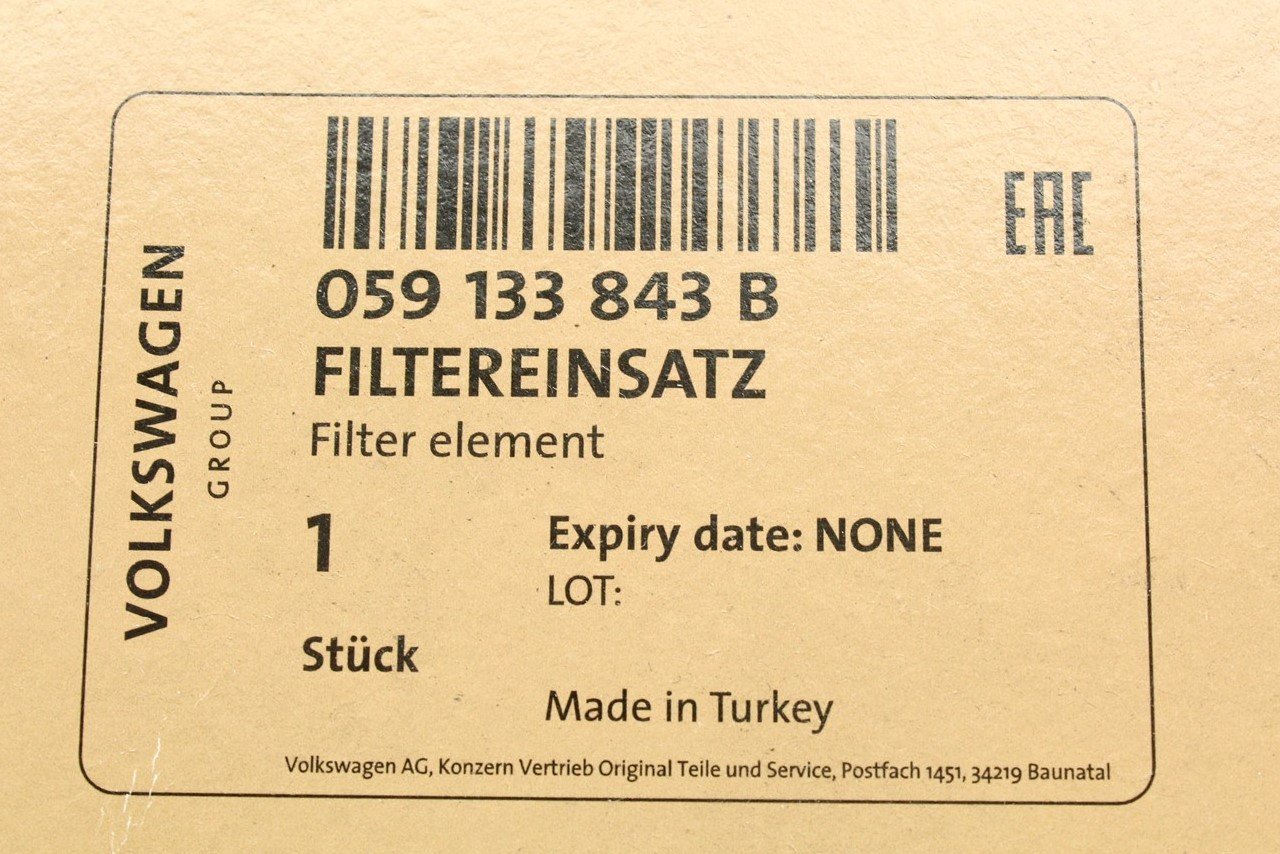 EAC
059 133 843 B
FILTEREINSATZ
Filter element
1
Expiry date: NONE
LOT:
Stück
Made in Turkey
Volkswagen AG, Konzern Vertrieb Original Teile und Service, Postfach 1451, 34219 Baunatal
VOLKSWAGEN
GROUP